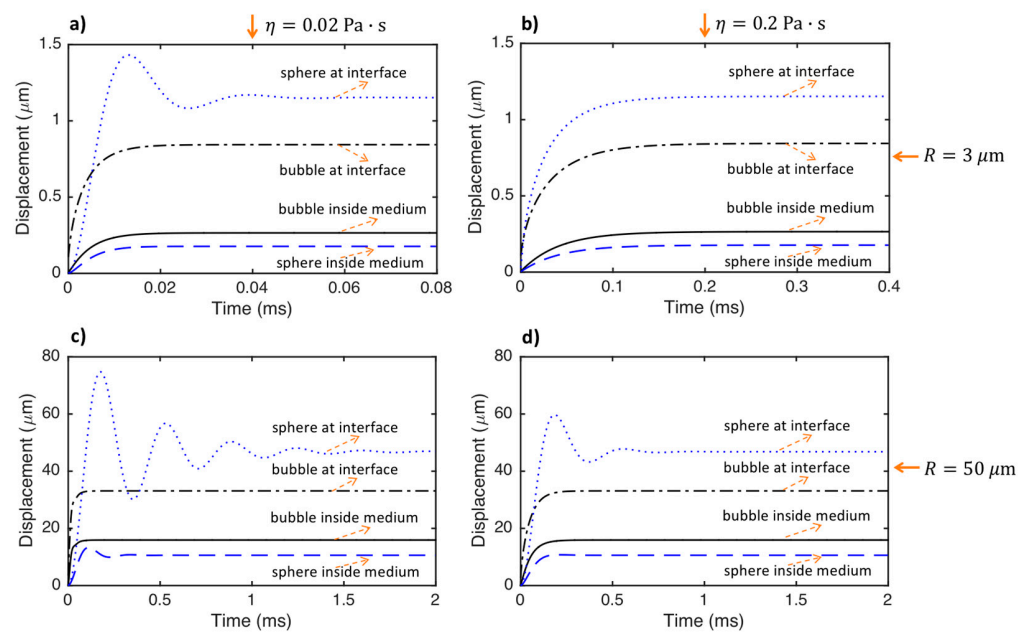 a)
η = 0.02 Pa · s
b)
η = 0.2 Pa · s
Displacement (μm)
1.5
1
0.5
0
sphere at interface
bubble at interface
bubble inside medium
sphere inside medium
0 0.02 0.04 0.06 0.08
Time (ms)
Displacement (μm)
1.5
1
0.5
0
sphere at interface
bubble at interface
bubble inside medium
sphere inside medium
0 0.1 0.2 0.3 0.4
Time (ms)
R = 3 μm
c)
Displacement (μm)
80
60
40
20
0
sphere at interface
bubble at interface
bubble inside medium
sphere inside medium
0 0.5 1 1.5 2
Time (ms)
d)
Displacement (μm)
80
60
40
20
0
sphere at interface
bubble at interface
bubble inside medium
sphere inside medium
0 0.5 1 1.5 2
Time (ms)
R = 50 μm